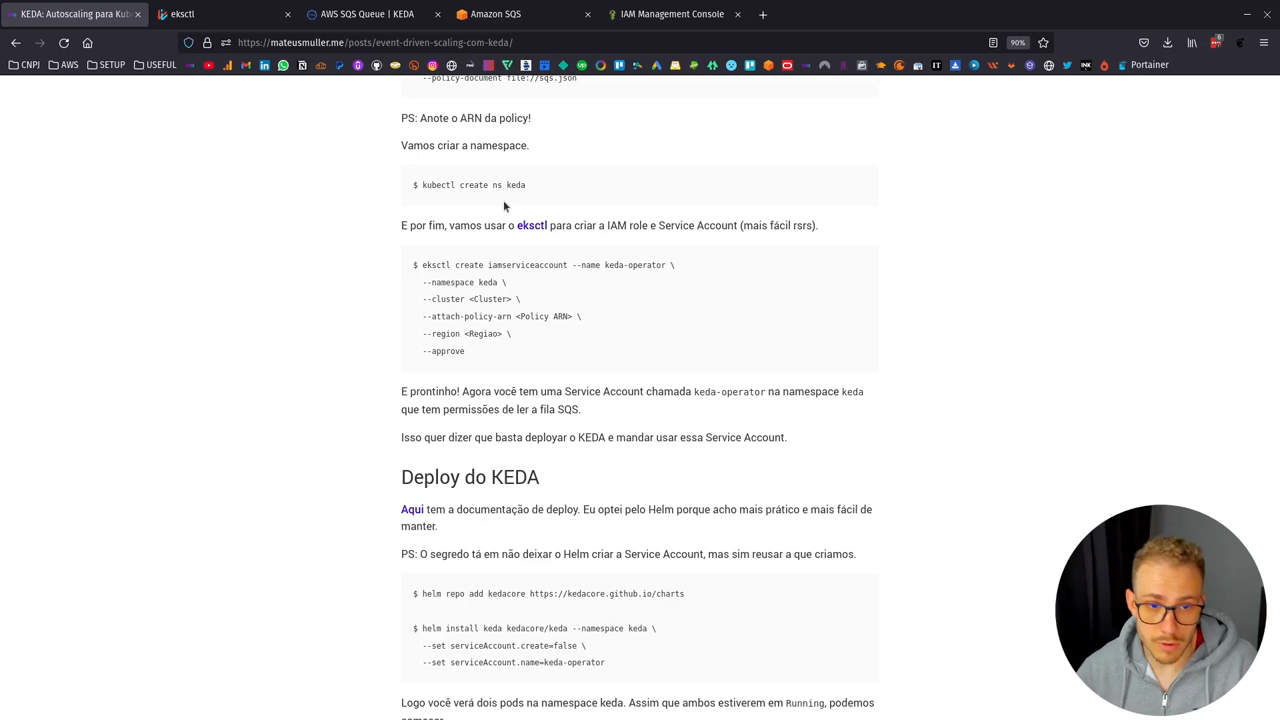 KEDA: Autoscaling para Kub
eksctl
AWS SQS Queue | KEDA
Amazon SQS
IAM Management Console
https://mateusmuller.me/posts/event-driven-scaling-com-keda/
90%
6
CNPJ
AWS
SETUP
USEFUL
Portainer
--policy-document file://sqs.json
PS: Anote o ARN da policy!
Vamos criar a namespace.
$ kubectl create ns keda
E por fim, vamos usar o eksctl para criar a IAM role e Service Account (mais fácil rsrs).
$ eksctl create iamserviceaccount --name keda-operator \
--namespace keda \
--cluster <Cluster> \
--attach-policy-arn <Policy ARN> \
--region <Regiao> \
--approve
E prontinho! Agora você tem uma Service Account chamada keda-operator na namespace keda
que tem permissões de ler a fila SQS.
Isso quer dizer que basta deployar o KEDA e mandar usar essa Service Account.
Deploy do KEDA
Aqui tem a documentação de deploy. Eu optei pelo Helm porque acho mais prático e mais fácil de
manter.
PS: O segredo tá em não deixar o Helm criar a Service Account, mas sim reusar a que criamos.
$ helm repo add kedacore https://kedacore.github.io/charts
$ helm install keda kedacore/keda --namespace keda \
--set serviceAccount.create=false \
--set serviceAccount.name=keda-operator
Logo você verá dois pods na namespace keda. Assim que ambos estiverem em Running, podemos